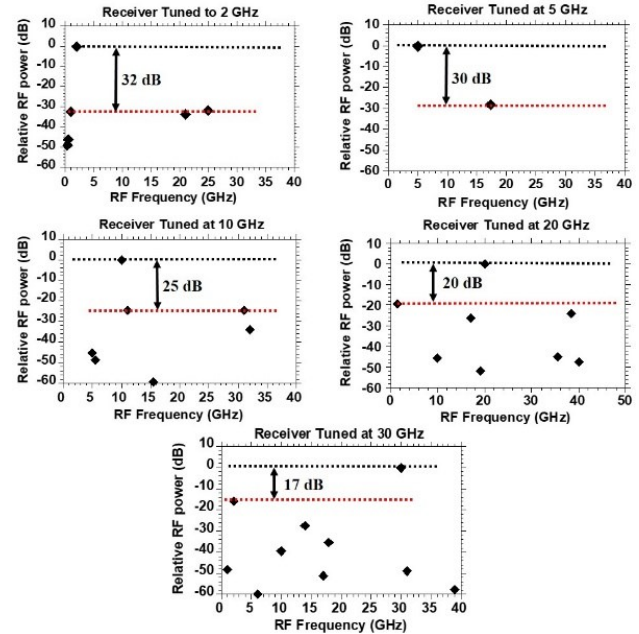 Receiver Tuned to 2 GHz
Relative RF power (dB)
10
0
-10
-20
-30
-40
-50
-60
32 dB
0 5 10 15 20 25 30 35 40
RF Frequency (GHz)
Receiver Tuned at 5 GHz
Relative RF power (dB)
10
0
-10
-20
-30
-40
-50
-60
30 dB
0 5 10 15 20 25 30 35 40
RF Frequency (GHz)
Receiver Tuned at 10 GHz
Relative RF power (dB)
10
0
-10
-20
-30
-40
-50
-60
25 dB
0 5 10 15 20 25 30 35 40
RF Frequency (GHz)
Receiver Tuned at 20 GHz
Relative RF power (dB)
10
0
-10
-20
-30
-40
-50
-60
20 dB
0 10 20 30 40 50
RF Frequency (GHz)
Receiver Tuned at 30 GHz
Relative RF power (dB)
10
0
-10
-20
-30
-40
-50
-60
17 dB
0 5 10 15 20 25 30 35 40
RF Frequency (GHz)